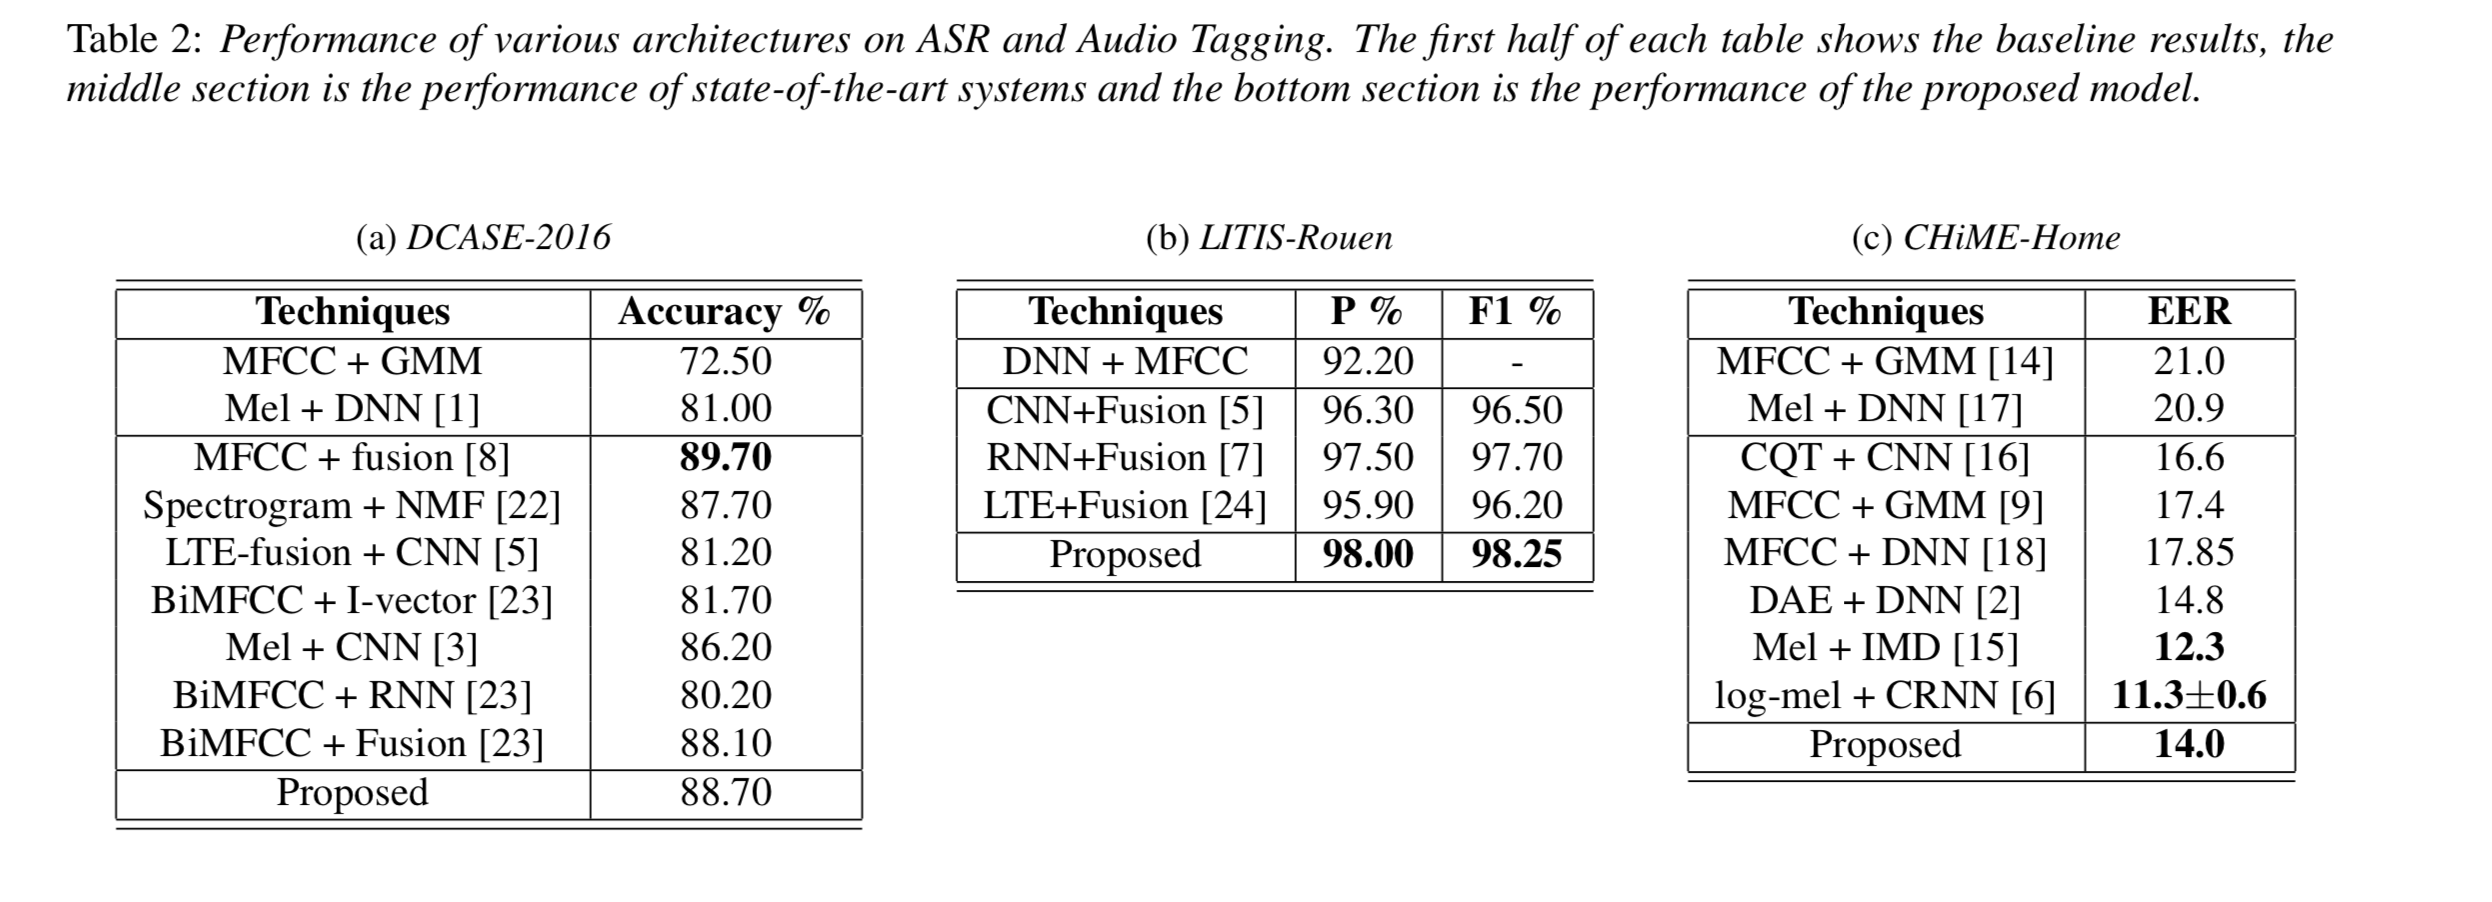 Table 2: Performance of various architectures on ASR and Audio Tagging. The first half of each table shows the baseline results, the
middle section is the performance of state-of-the-art systems and the bottom section is the performance of the proposed model.
(a) DCASE-2016
Techniques Accuracy %
MFCC + GMM 72.50
Mel + DNN [1] 81.00
MFCC + fusion [8] 89.70
Spectrogram + NMF [22] 87.70
LTE-fusion + CNN [5] 81.20
BiMFCC + I-vector [23] 81.70
Mel + CNN [3] 86.20
BiMFCC + RNN [23] 80.20
BiMFCC + Fusion [23] 88.10
Proposed 88.70
(b) LITIS-Rouen
Techniques P % F1 %
DNN + MFCC 92.20 -
CNN+Fusion [5] 96.30 96.50
RNN+Fusion [7] 97.50 97.70
LTE+Fusion [24] 95.90 96.20
Proposed 98.00 98.25
(c) CHiME-Home
Techniques EER
MFCC + GMM [14] 21.0
Mel + DNN [17] 20.9
CQT + CNN [16] 16.6
MFCC + GMM [9] 17.4
MFCC + DNN [18] 17.85
DAE + DNN [2] 14.8
Mel + IMD [15] 12.3
log-mel + CRNN [6] 11.3±0.6
Proposed 14.0